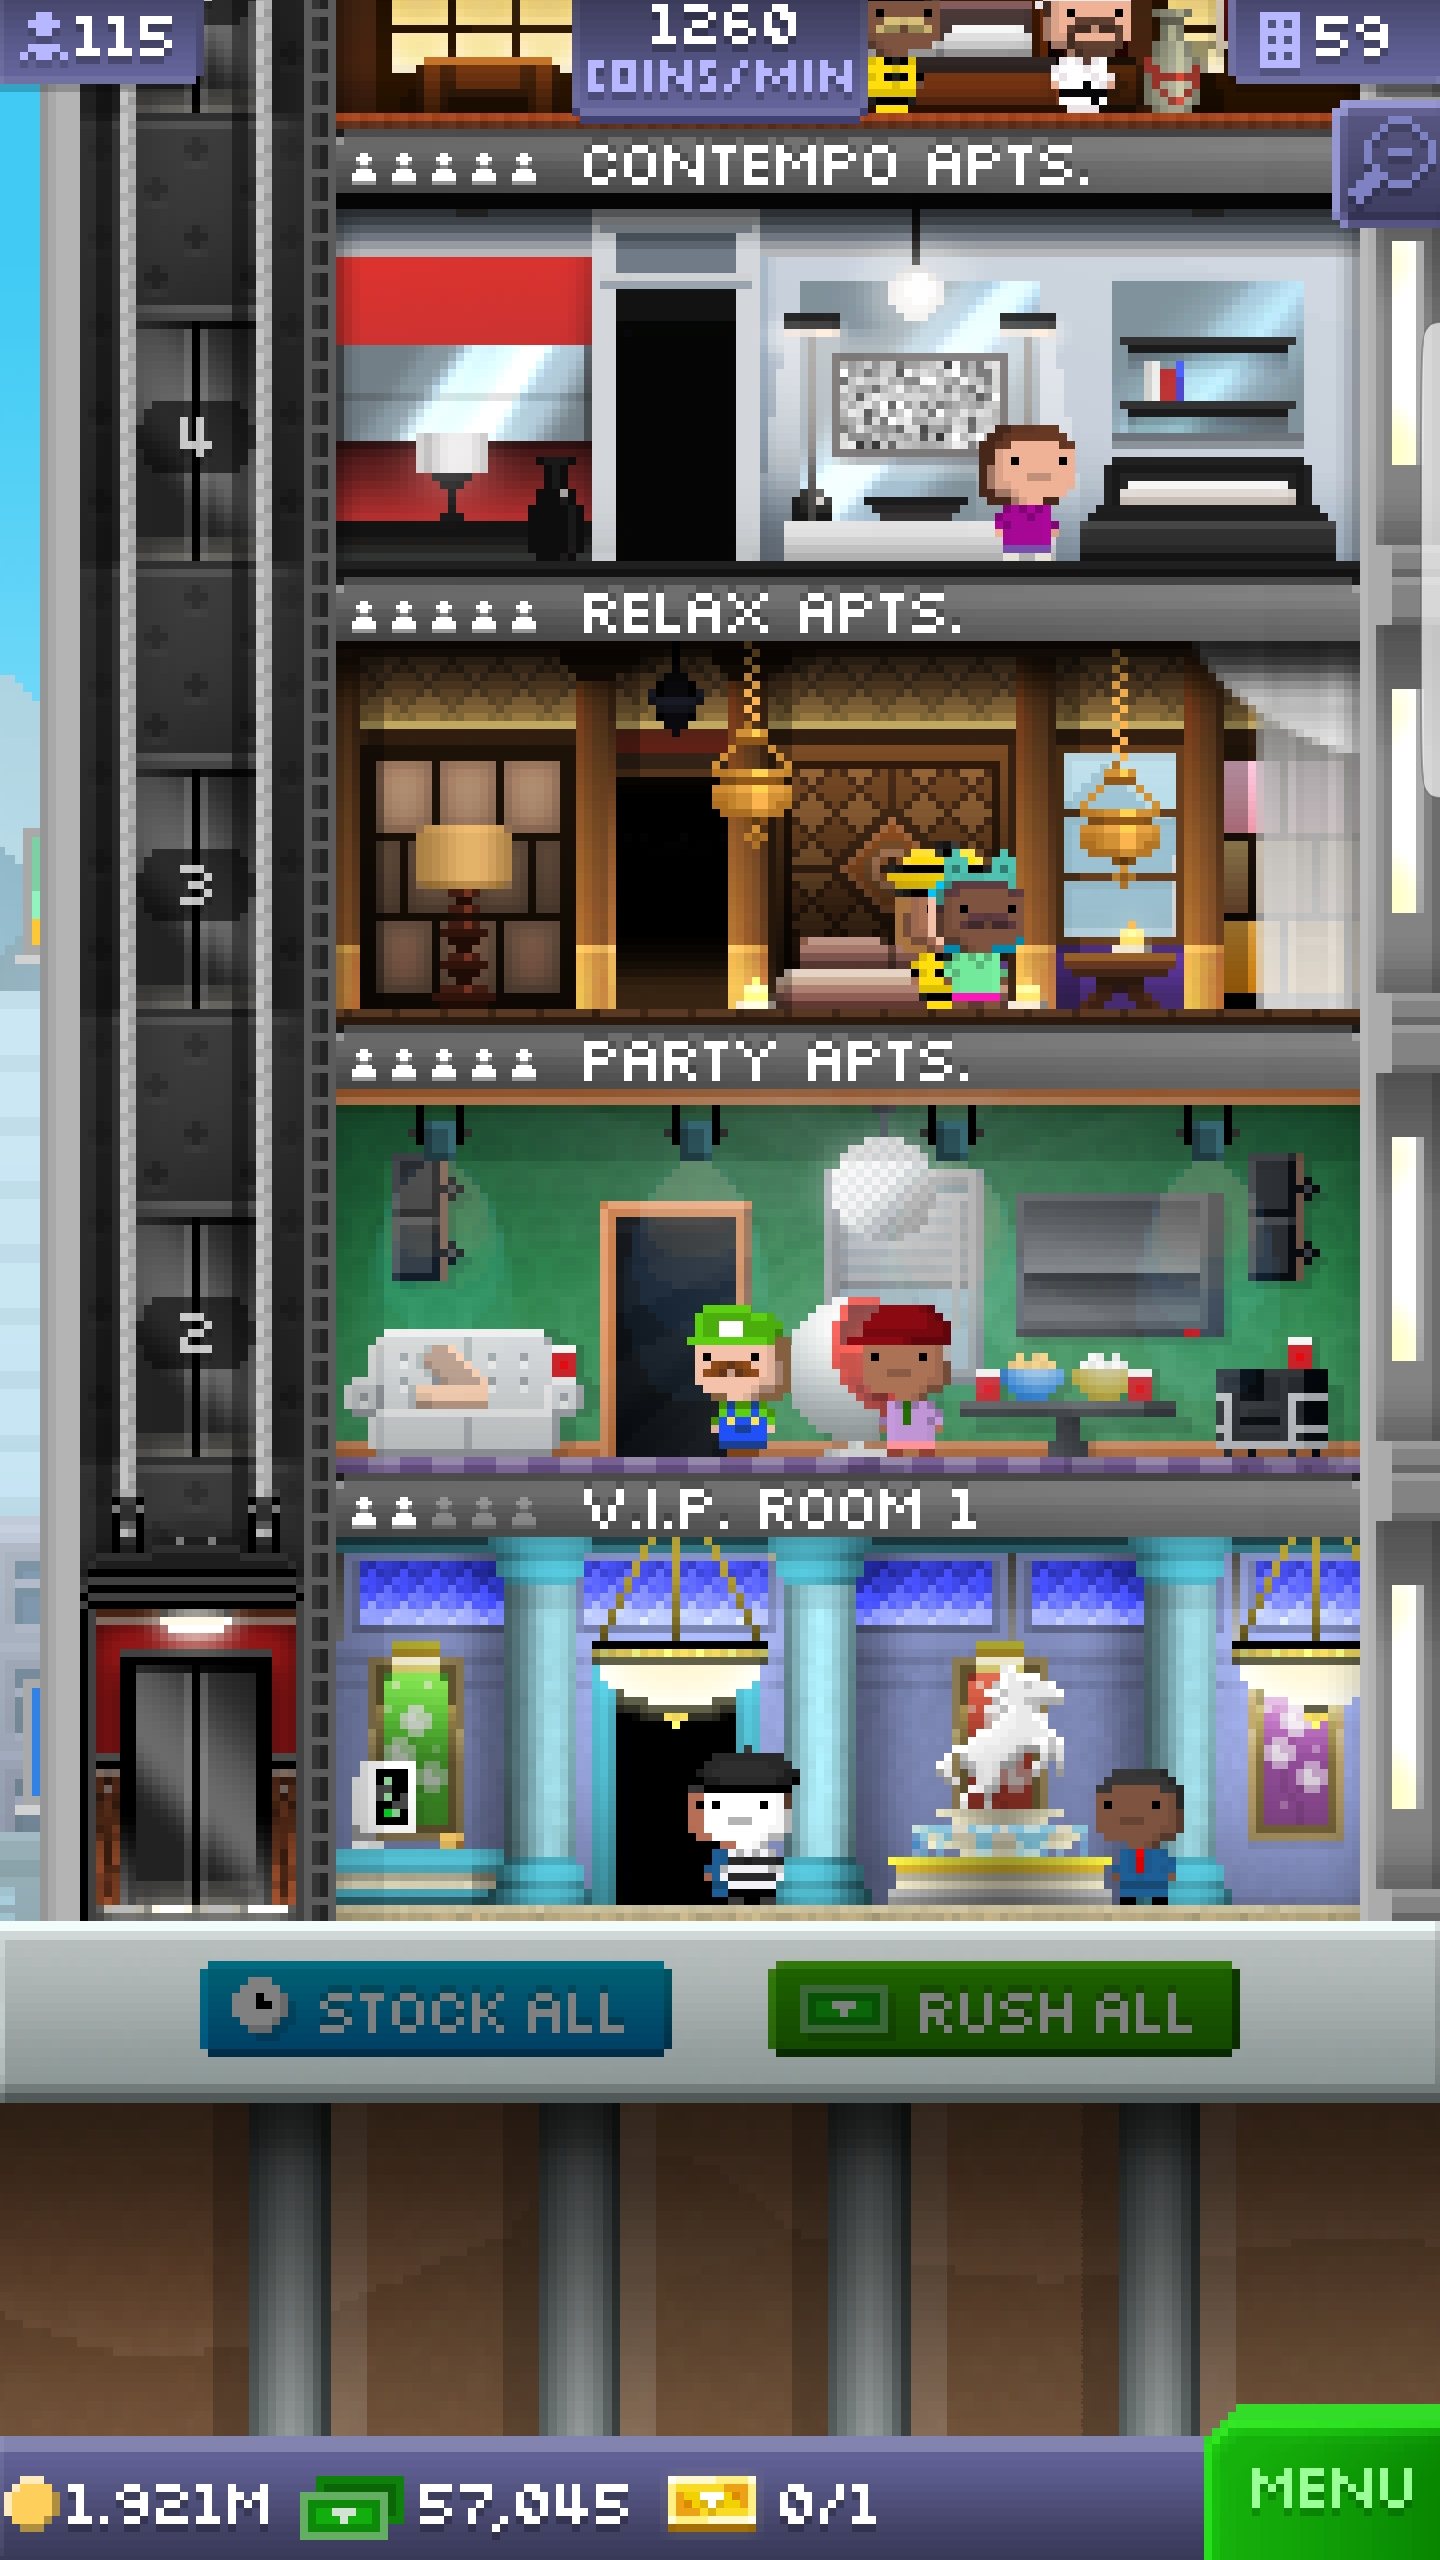 115
1260
COINS/MIN
59
CONTEMPO APTS.
4
RELAX APTS.
3
PARTY APTS.
2
V.I.P. ROOM 1
STOCK ALL
RUSH ALL
1.921M
57,045
0/1
MENU